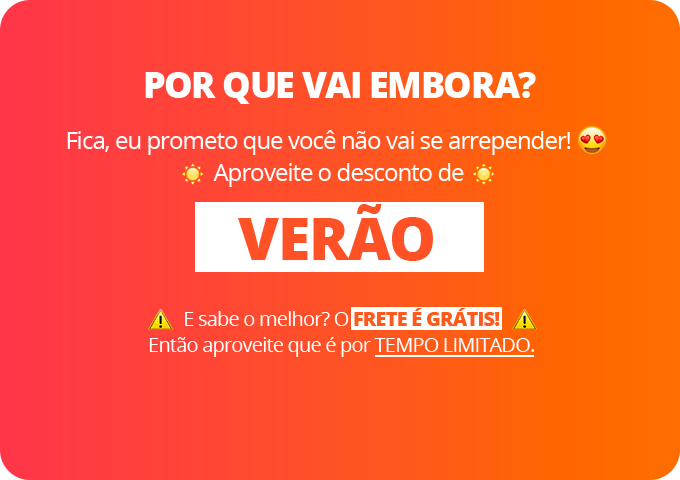 POR QUE VAI EMBORA?
Fica, eu prometo que você não vai se arrepender! 😍
☀️ Aproveite o desconto de ☀️
VERÃO
⚠️ E sabe o melhor? O FRETE É GRÁTIS! ⚠️
Então aproveite que é por TEMPO LIMITADO.